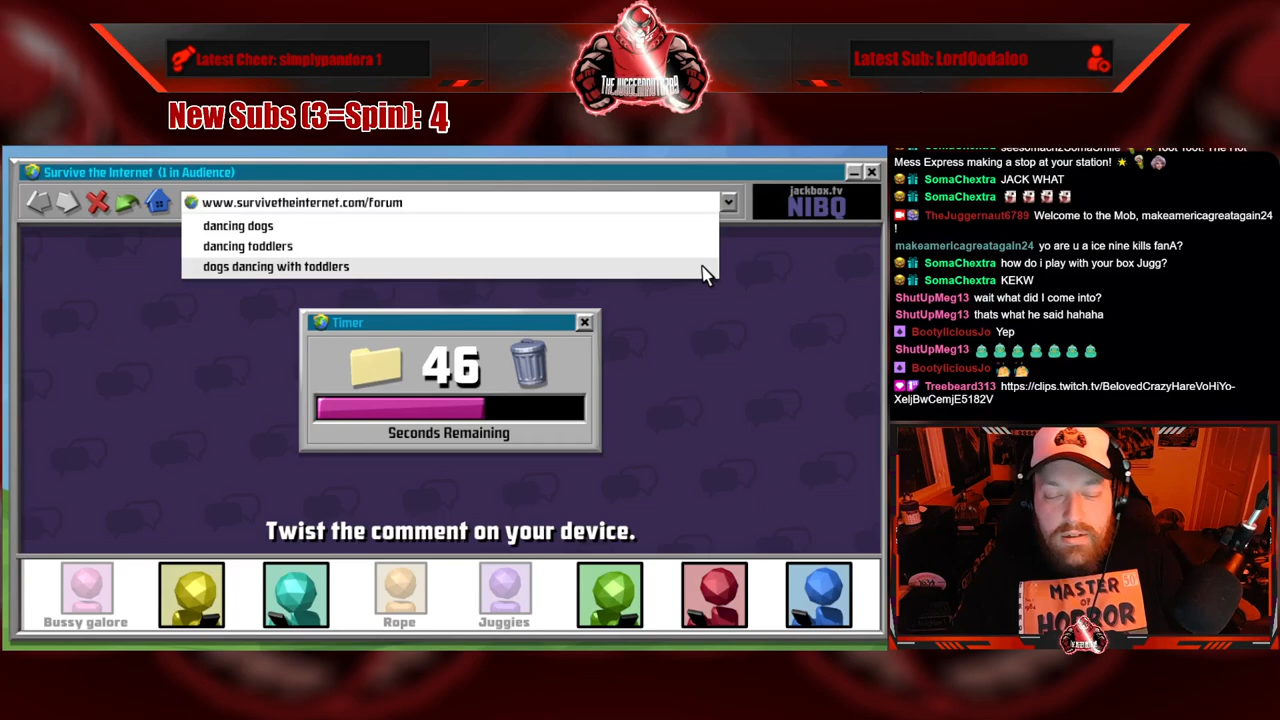 Latest Cheer: simplypandora 1
THEJUGGERNAUT6789
Latest Sub: LordOodaloo
New Subs (3=Spin): 4
Survive the Internet (1 in Audience)
www.survivetheinternet.com/forum
jackbox.tv
NIBQ
dancing dogs
dancing toddlers
dogs dancing with toddlers
Timer
46
Seconds Remaining
Twist the comment on your device.
Bussy galore
Rope
Juggies
Mess Express making a stop at your station!
SomaChextra JACK WHAT
SomaChextra
TheJuggernaut6789 Welcome to the Mob, makeamericagreatagain24
!
makeamericagreatagain24 yo are u a ice nine kills fanA?
SomaChextra how do i play with your box Jugg?
SomaChextra KEKW
ShutUpMeg13 wait what did I come into?
ShutUpMeg13 thats what he said hahaha
BootyliciousJo Yep
ShutUpMeg13
BootyliciousJo
Treebeard313 https://clips.twitch.tv/BelovedCrazyHareVoHiYo-
XeljBwCemjE5182V
MASTER
OF
HORROR
50